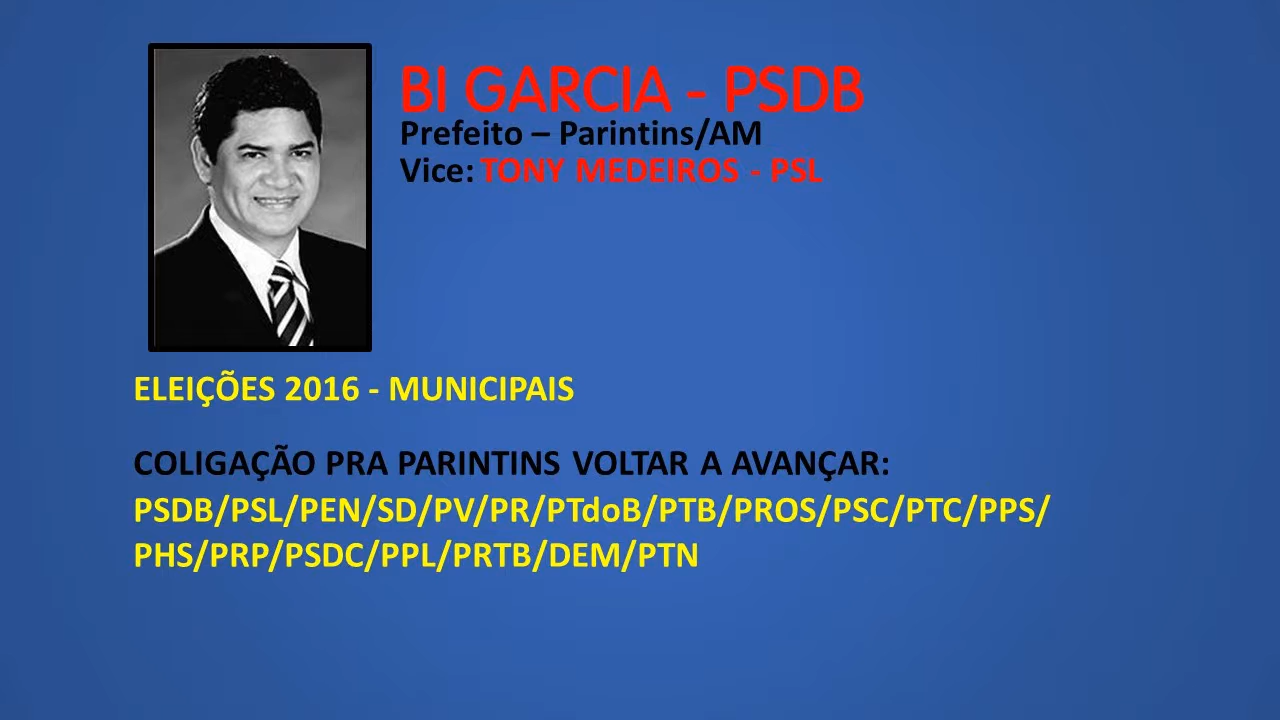 BI GARCIA - PSDB
Prefeito – Parintins/AM
Vice: TONY MEDEIROS - PSL
ELEIÇÕES 2016 - MUNICIPAIS
COLIGAÇÃO PRA PARINTINS VOLTAR A AVANÇAR:
PSDB/PSL/PEN/SD/PV/PR/PTdoB/PTB/PROS/PSC/PTC/PPS/
PHS/PRP/PSDC/PPL/PRTB/DEM/PTN